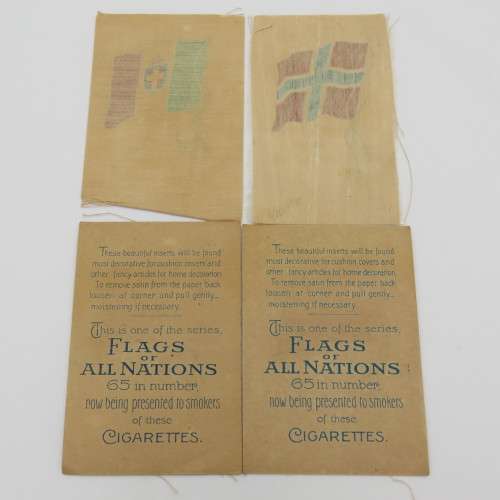 These beautiful inserts will be found
most decorative for cushion covers and
other fancy articles for home decoration.
To remove satin from the paper back
loosen at corner and pull gently—
moistening if necessary.
This is one of the series,
FLAGS
OF
ALL NATIONS
65 in number,
now being presented to smokers
of these
CIGARETTES.
These beautiful inserts will be found
most decorative for cushion covers and
other fancy articles for home decoration.
To remove satin from the paper back
loosen at corner and pull gently—
moistening if necessary.
This is one of the series,
FLAGS
OF
ALL NATIONS
65 in number,
now being presented to smokers
of these
CIGARETTES.